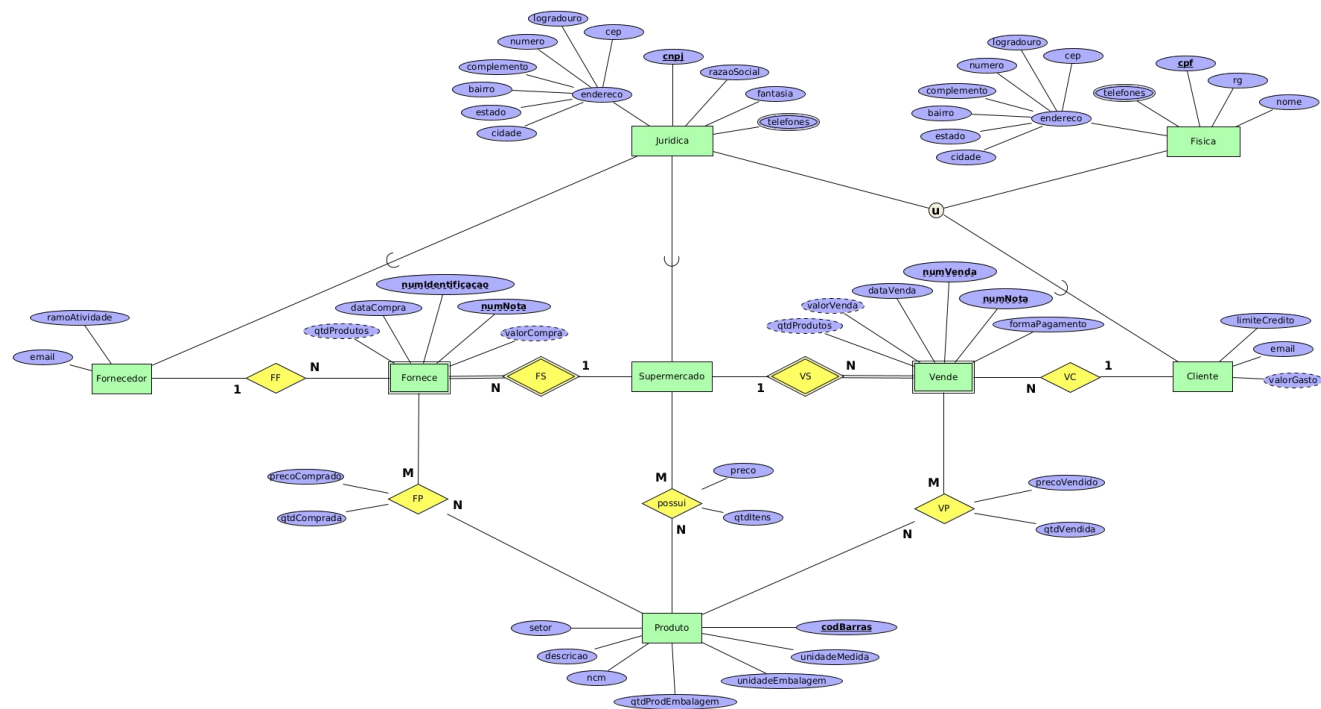 logradouro
numero
cep
complemento
bairro
estado
cidade
endereco
cnpj
razaoSocial
fantasia
telefones
Juridica
logradouro
numero
cep
complemento
bairro
estado
cidade
endereco
telefones
cpf
rg
nome
Fisica
u
ramoAtividade
email
Fornecedor
1
FF
N
qtdProdutos
dataCompra
numIdentificacao
numNota
valorCompra
Fornece
N
FS
1
Supermercado
1
VS
N
qtdProdutos
valorVenda
dataVenda
numVenda
numNota
formaPagamento
Vende
N
VC
1
limiteCredito
email
valorGasto
Cliente
precoComprado
qtdComprada
M
FP
N
M
possui
N
preco
qtdItens
M
VP
N
precoVendido
qtdVendida
Produto
setor
descricao
ncm
qtdProdEmbalagem
unidadeEmbalagem
unidadeMedida
codBarras